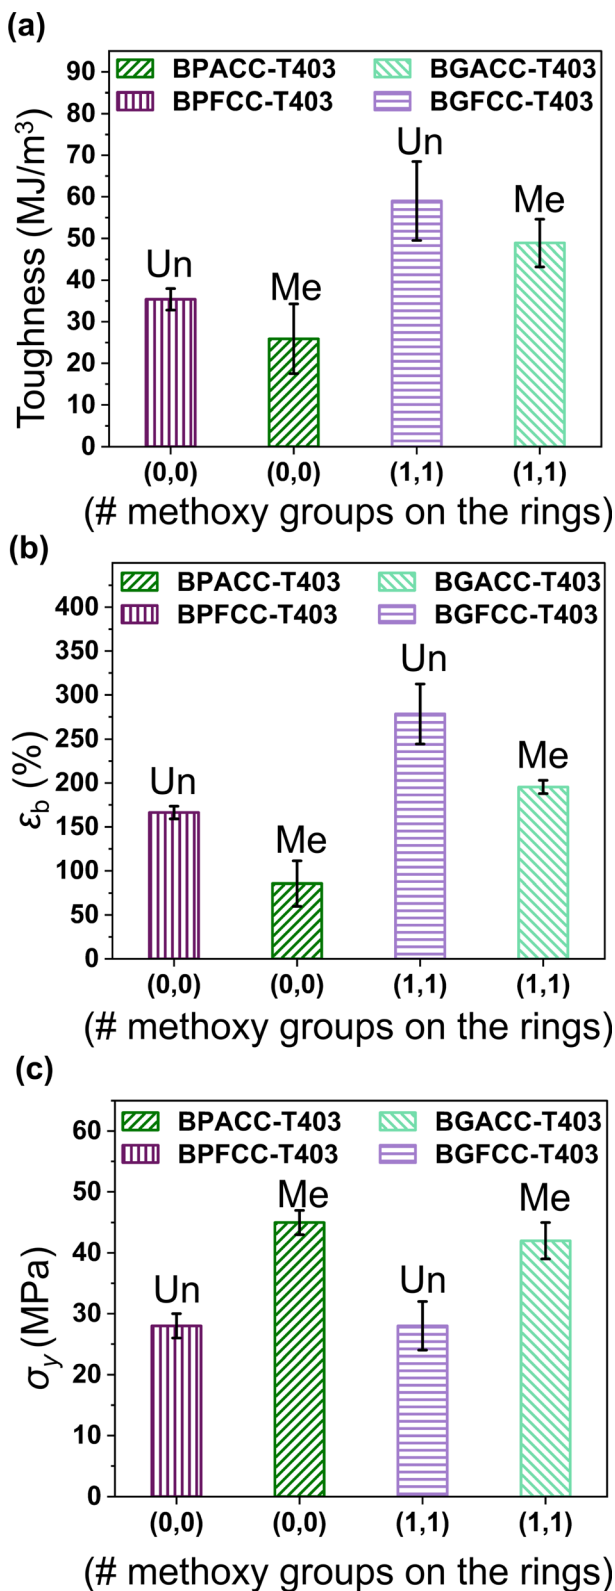 (a)
BPACC-T403 BGACC-T403
BPFCC-T403 BGFCC-T403
Toughness (MJ/m³)
90
80
70
60
50
40
30
20
10
0
Un
Me
Un
Me
(0,0) (0,0) (1,1) (1,1)
(# methoxy groups on the rings)
(b)
BPACC-T403 BGACC-T403
BPFCC-T403 BGFCC-T403
εb (%)
400
350
300
250
200
150
100
50
0
Un
Me
Un
Me
(0,0) (0,0) (1,1) (1,1)
(# methoxy groups on the rings)
(c)
BPACC-T403 BGACC-T403
BPFCC-T403 BGFCC-T403
σy (MPa)
60
50
40
30
20
10
0
Un
Me
Un
Me
(0,0) (0,0) (1,1) (1,1)
(# methoxy groups on the rings)